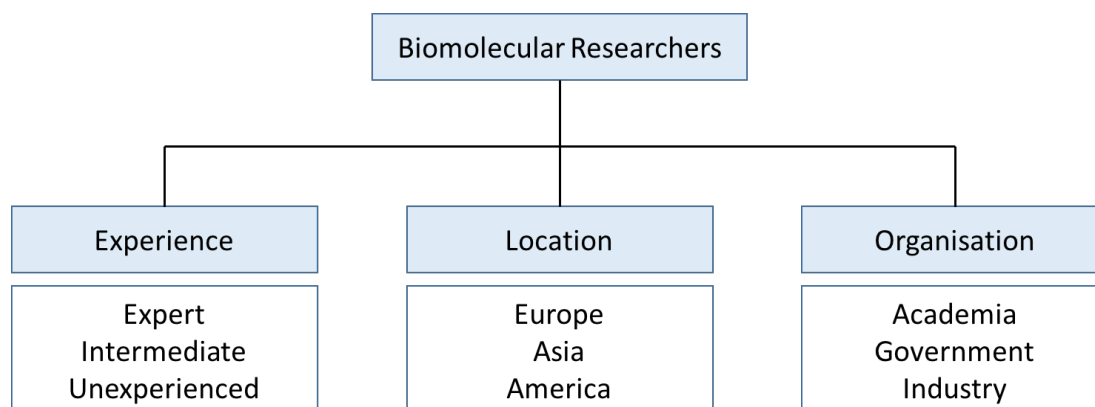 Biomolecular Researchers
Experience
Location
Organisation
Expert
Intermediate
Unexperienced
Europe
Asia
America
Academia
Government
Industry